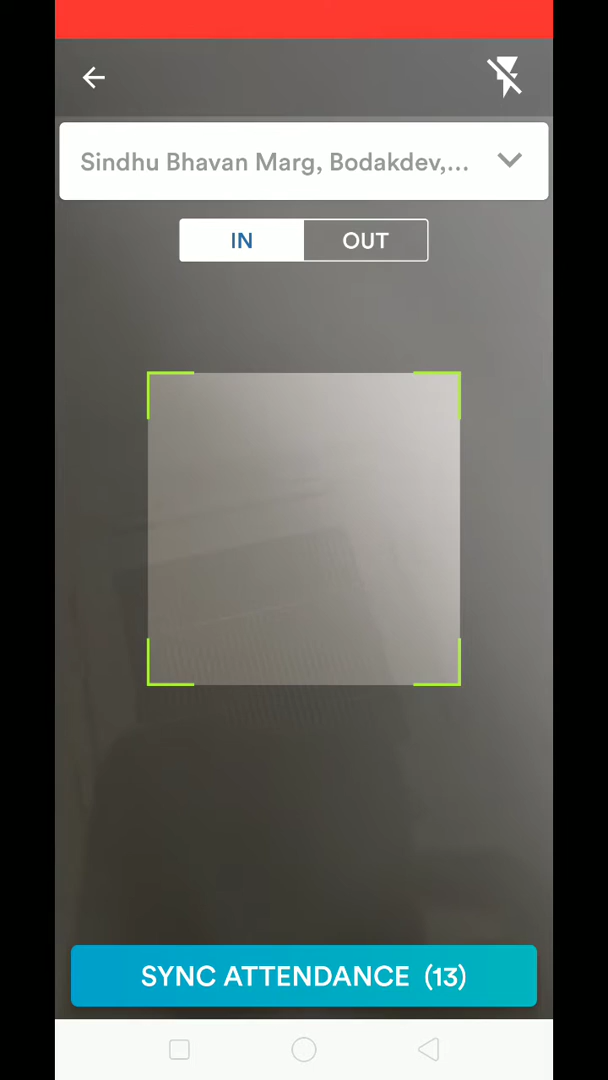 Sindhu Bhavan Marg, Bodakdev,...
IN
OUT
SYNC ATTENDANCE (13)